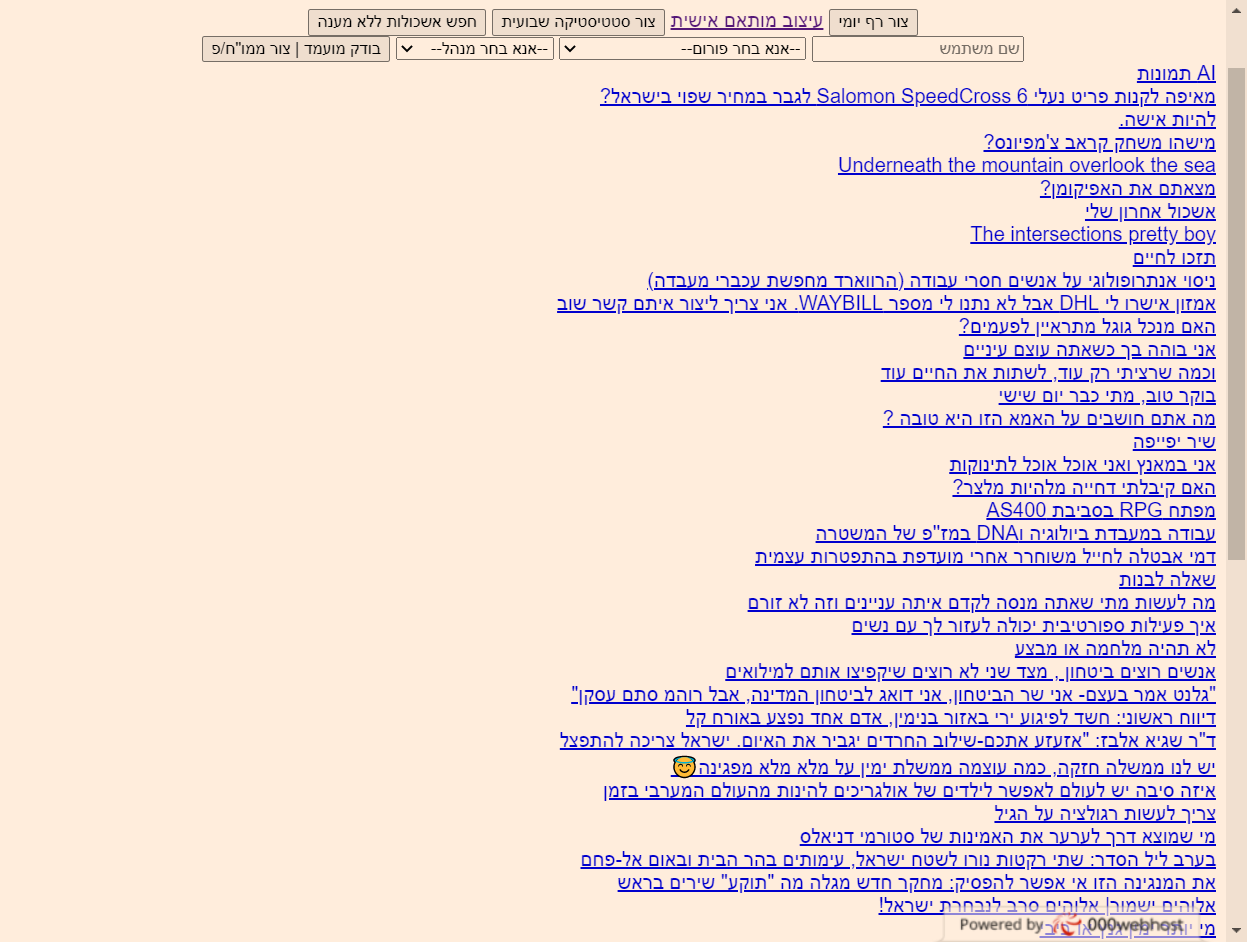 צור רף יומי עיצוב מותאם אישית צור סטטיסטיקה שבועית חפש אשכולות ללא מענה
שם משתמש --אנא בחר פורום-- --אנא בחר מנהל-- בודק מועמד | צור ממו"ח/פ
AI תמונות
מאיפה לקנות פריט נעלי Salomon SpeedCross 6 לגבר במחיר שפוי בישראל?
להיות אישה.
מישהו משחק קראב צ'מפיונס?
Underneath the mountain overlook the sea
מצאתם את האפיקומן?
אשכול אחרון שלי
The intersections pretty boy
תזכו לחיים
ניסוי אנתרופולוגי על אנשים חסרי עבודה (הרווארד מחפשת עכברי מעבדה)
אמזון אישרו לי DHL אבל לא נתנו לי מספר WAYBILL. אני צריך ליצור איתם קשר שוב
האם מנכל גוגל מתראיין לפעמים?
אני בוהה בך כשאתה עוצם עיניים
וכמה שרציתי רק עוד, לשתות את החיים עוד
בוקר טוב, מתי כבר יום שישי
מה אתם חושבים על האמא הזו היא טובה ?
שיר יפייפה
אני במאנץ ואני אוכל אוכל לתינוקות
האם קיבלתי דחייה מלהיות מלצר?
מפתח RPG בסביבת AS400
עבודה במעבדת ביולוגיה וDNA במז"פ של המשטרה
דמי אבטלה לחייל משוחרר אחרי מועדפת בהתפטרות עצמית
שאלה לבנות
מה לעשות מתי שאתה מנסה לקדם איתה עניינים וזה לא זורם
איך פעילות ספורטיבית יכולה לעזור לך עם נשים
לא תהיה מלחמה או מבצע
אנשים רוצים ביטחון , מצד שני לא רוצים שיקפיצו אותם למילואים
"גלנט אמר בעצם- אני שר הביטחון, אני דואג לביטחון המדינה, אבל רוהמ סתם עסקן"
דיווח ראשוני: חשד לפיגוע ירי באזור בנימין, אדם אחד נפצע באורח קל
ד"ר שגיא אלבז: "אזעזע אתכם-שילוב החרדים יגביר את האיום. ישראל צריכה להתפצל
יש לנו ממשלה חזקה, כמה עוצמה ממשלת ימין על מלא מלא מפגינה😇
איזה סיבה יש לעולם לאפשר לילדים של אולגריכים להינות מהעולם המערבי בזמן
צריך לעשות רגולציה על הגיל
מי שמוצא דרך לערער את האמינות של סטורמי דניאלס
בערב ליל הסדר: שתי רקטות נורו לשטח ישראל, עימותים בהר הבית ובאום אל-פחם
את המנגינה הזו אי אפשר להפסיק: מחקר חדש מגלה מה "תוקע" שירים בראש
אלוהים ישמור| אלוהים סרב לנבחרת ישראל!
מי יותר
Powered by 000webhost